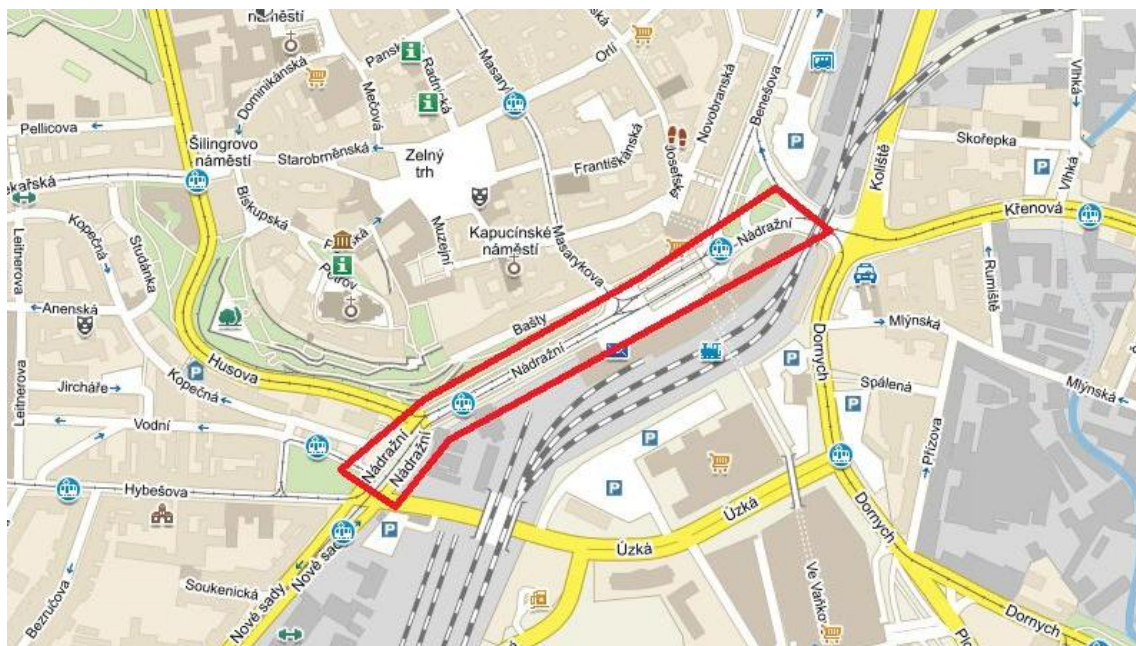 náměstí
Panská
Radnická
Masaryk
Orlí
Dominikánská
Mečová
Novobranská
Benešova
Vlhká
Pellicova
Šilingrovo
náměstí
Starobrněnská
Zelný
trh
Františkánská
Josefská
Skořepka
Vlhká
Koliště
Křenová
Kopečná
Biskupská
Studánka
Leitnerova
Petrov
Muzejní
Kapucínské
náměstí
Masarykova
Nádražní
Rumiště
Anenská
Bašty
Nádražní
Dornych
Mlýnská
Husova
Jircháře
Kopečná
Leitnerova
Spálená
Mlýnská
Vodní
Nádražní
Nádražní
Přízova
Hybešova
Úzká
Úzká
Dornych
Soukenická
Nové sady
Nové sady
Bezručova
Ve Vaňko
Dornych